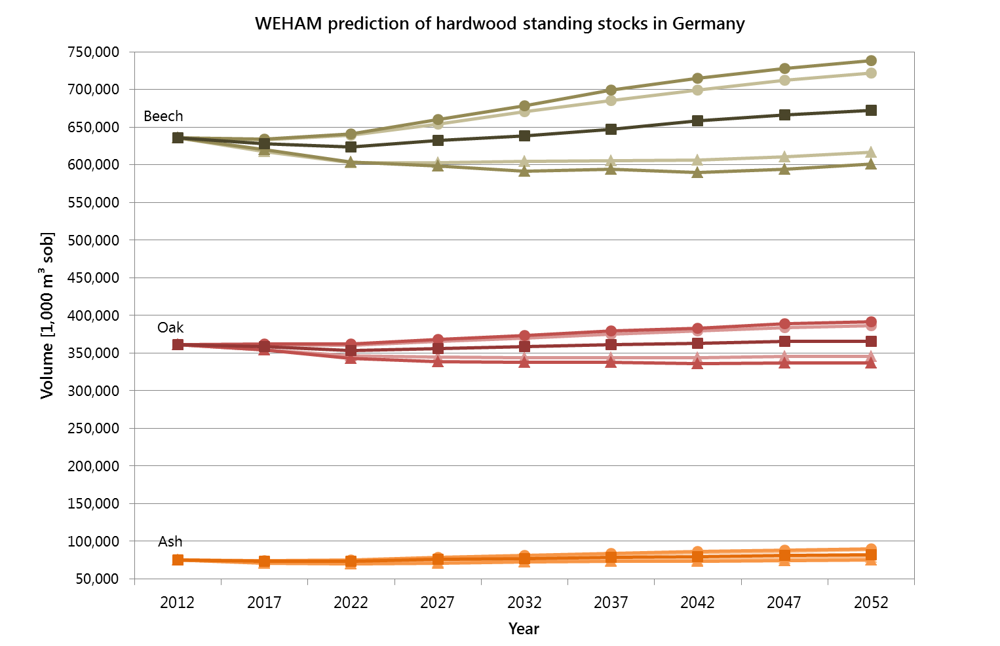 WEHAM prediction of hardwood standing stocks in Germany
750,000
700,000
650,000
600,000
550,000
500,000
450,000
400,000
350,000
300,000
250,000
200,000
150,000
100,000
50,000
Volume [1,000 m³ sob]
Beech
Oak
Ash
2012 2017 2022 2027 2032 2037 2042 2047 2052
Year